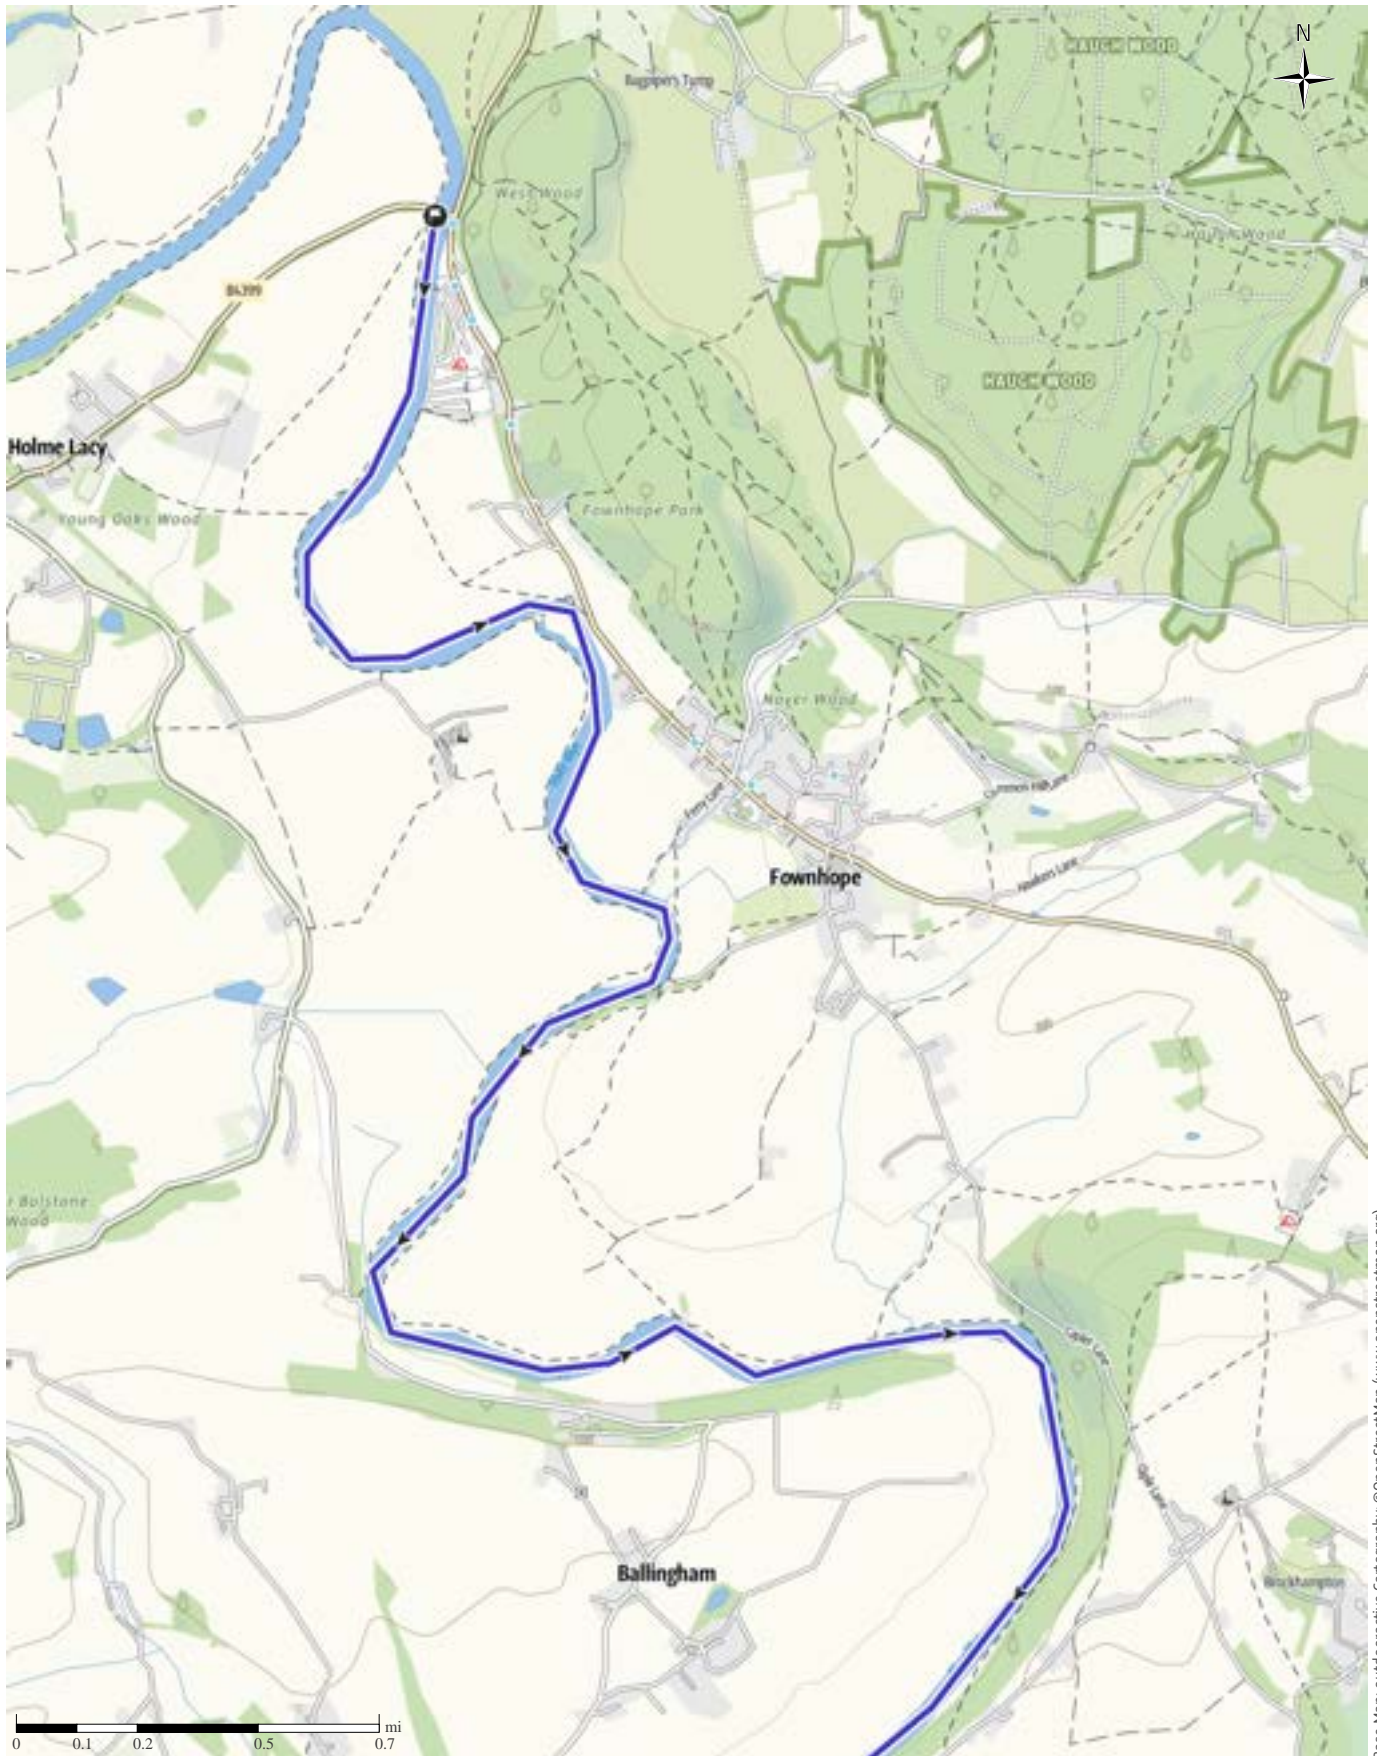 N
HAUGH WOOD
West Wood
Haugh Wood
B4399
HAUGH WOOD
Holme Lacy
Young Oaks Wood
Fownhope Park
Nover Wood
Ferry Lane
Common Hill Lane
Fownhope
Bolstone
Wood
Capler Lane
Ballingham
Brockhampton
mi
0 0.1 0.2 0.5 0.7